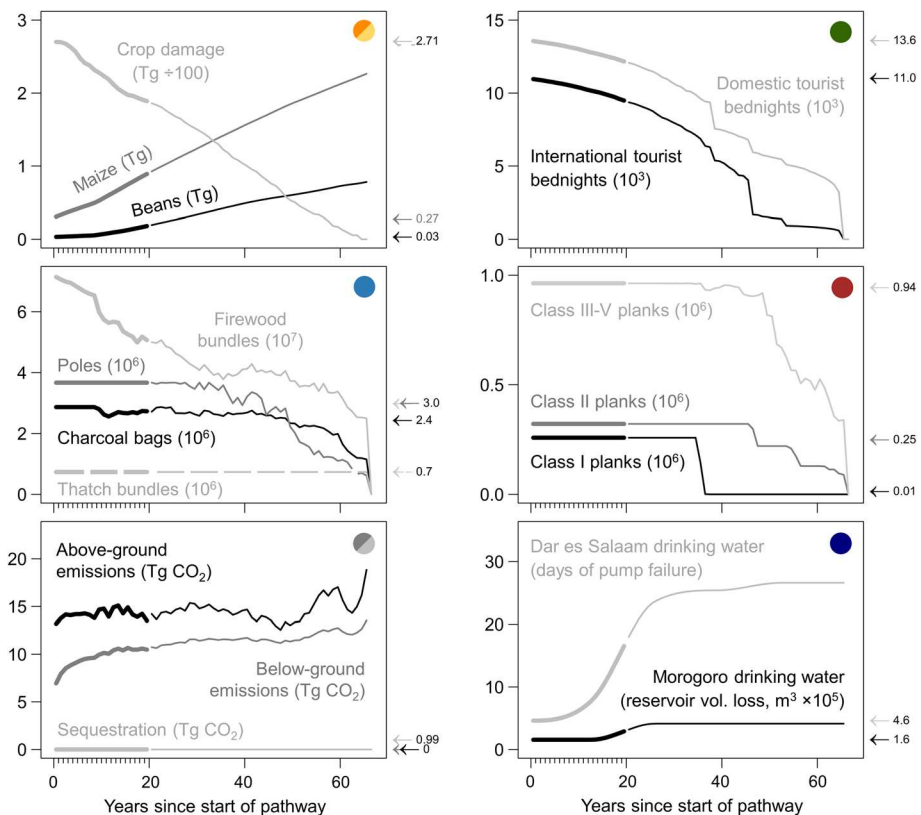 3
2
1
0
Crop damage
(Tg ÷100)
Maize (Tg)
Beans (Tg)
2.71
0.27
0.03
15
10
5
0
Domestic tourist
bednights (10³)
International tourist
bednights (10³)
13.6
11.0
6
4
2
0
Firewood
bundles (10⁷)
Poles (10⁶)
Charcoal bags (10⁶)
Thatch bundles (10⁶)
3.0
2.4
0.7
1.0
0.5
0.0
Class III-V planks (10⁶)
Class II planks (10⁶)
Class I planks (10⁶)
0.94
0.25
0.01
20
15
10
5
0
Above-ground
emissions (Tg CO₂)
Below-ground
emissions (Tg CO₂)
Sequestration (Tg CO₂)
0.99
0
0 20 40 60
Years since start of pathway
30
20
10
0
Dar es Salaam drinking water
(days of pump failure)
Morogoro drinking water
(reservoir vol. loss, m³ ×10⁵)
4.6
1.6
0 20 40 60
Years since start of pathway